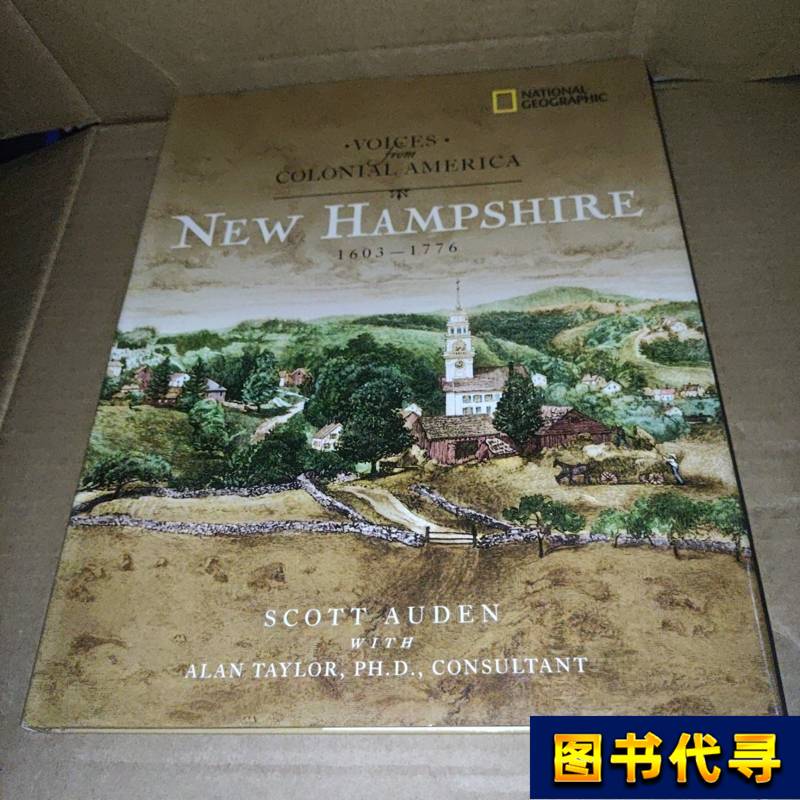 NATIONAL
GEOGRAPHIC
·VOICES·
from
COLONIAL AMERICA
NEW HAMPSHIRE
1603–1776
SCOTT AUDEN
WITH
ALAN TAYLOR, PH.D., CONSULTANT
图书代寻